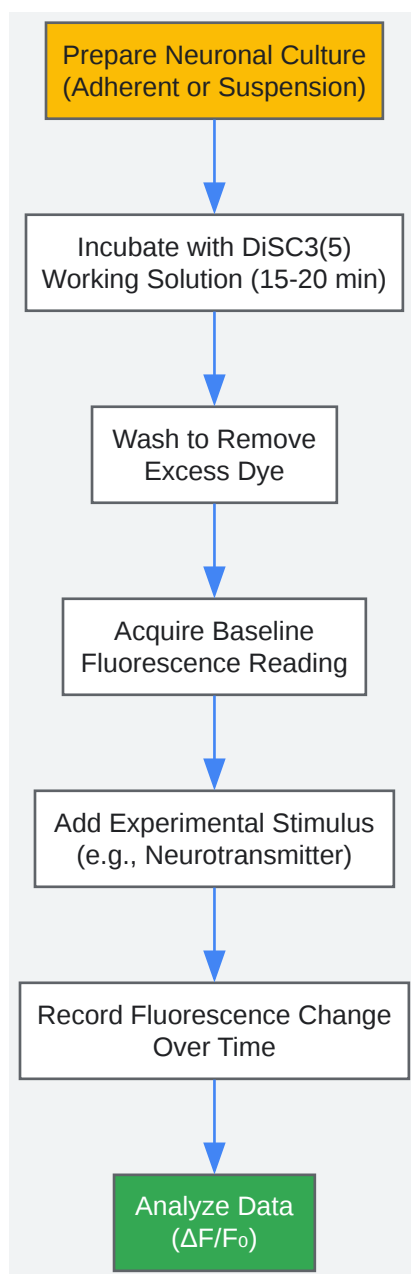 Prepare Neuronal Culture
(Adherent or Suspension)
Incubate with DiSC3(5)
Working Solution (15-20 min)
Wash to Remove
Excess Dye
Acquire Baseline
Fluorescence Reading
Add Experimental Stimulus
(e.g., Neurotransmitter)
Record Fluorescence Change
Over Time
Analyze Data
(ΔF/F₀)